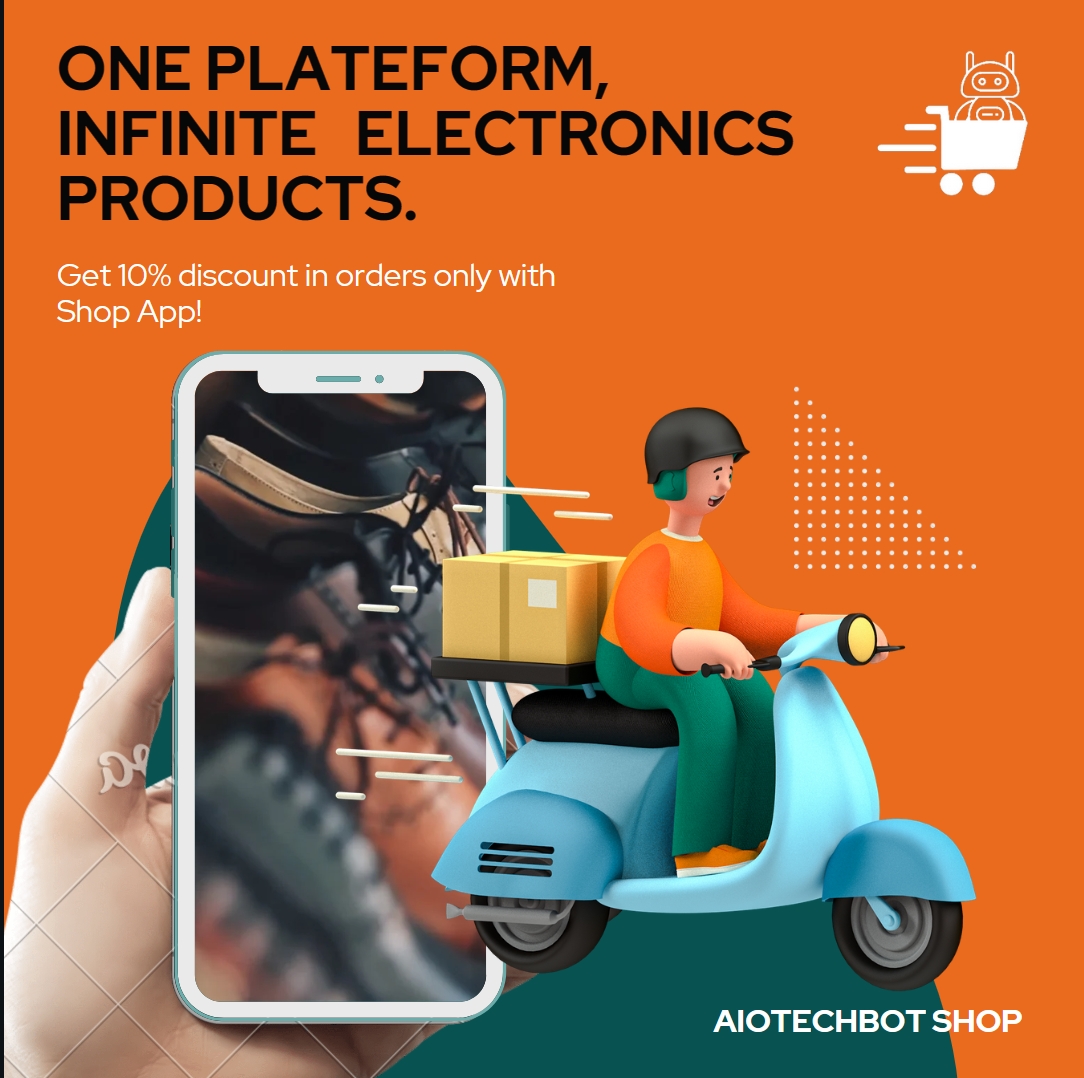 ONE PLATEFORM,
INFINITE ELECTRONICS
PRODUCTS.
Get 10% discount in orders only with
Shop App!
AIOTECHBOT SHOP